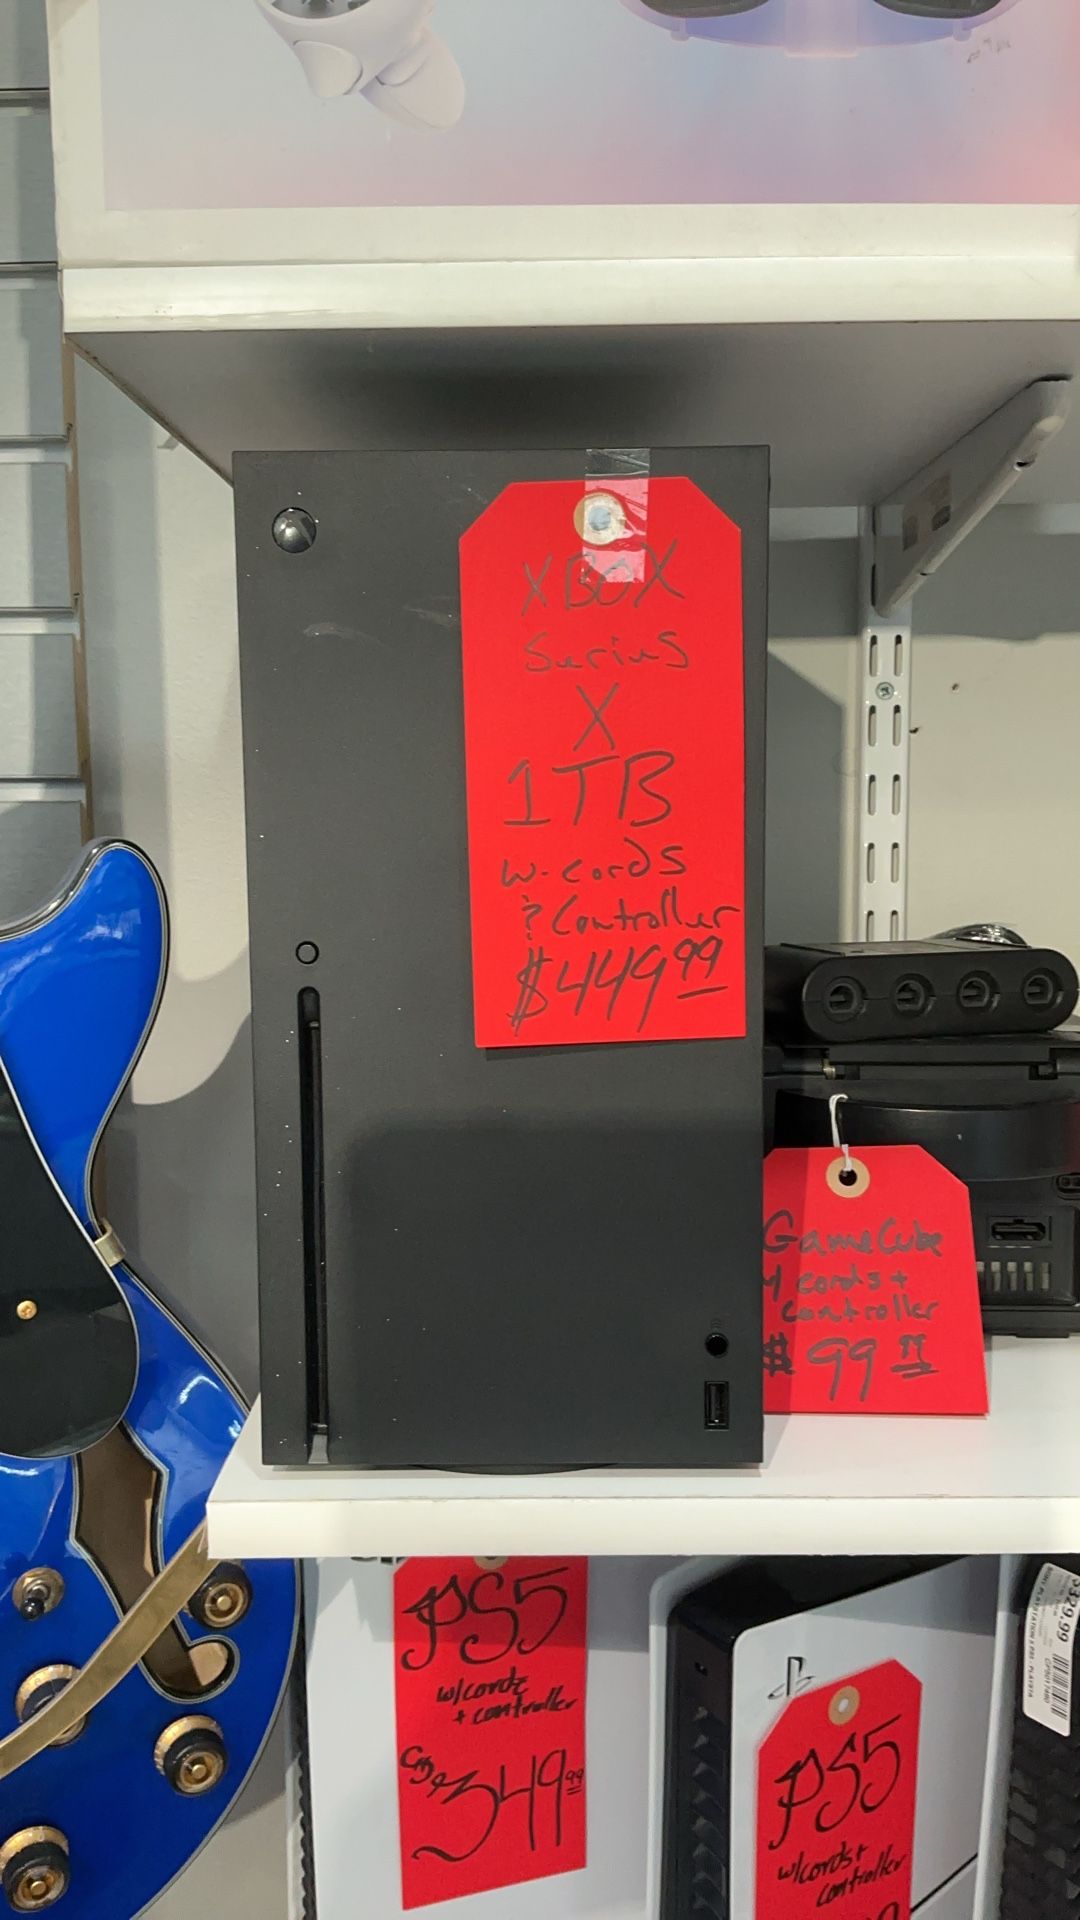 XBOX
Series
X
1TB
w-cords
& Controller
$449.99
GameCube
w/ cords +
controller
$99.99
PS5
w/cords
+ controller
$349.99
PS5
w/cords +
controller
$329.99